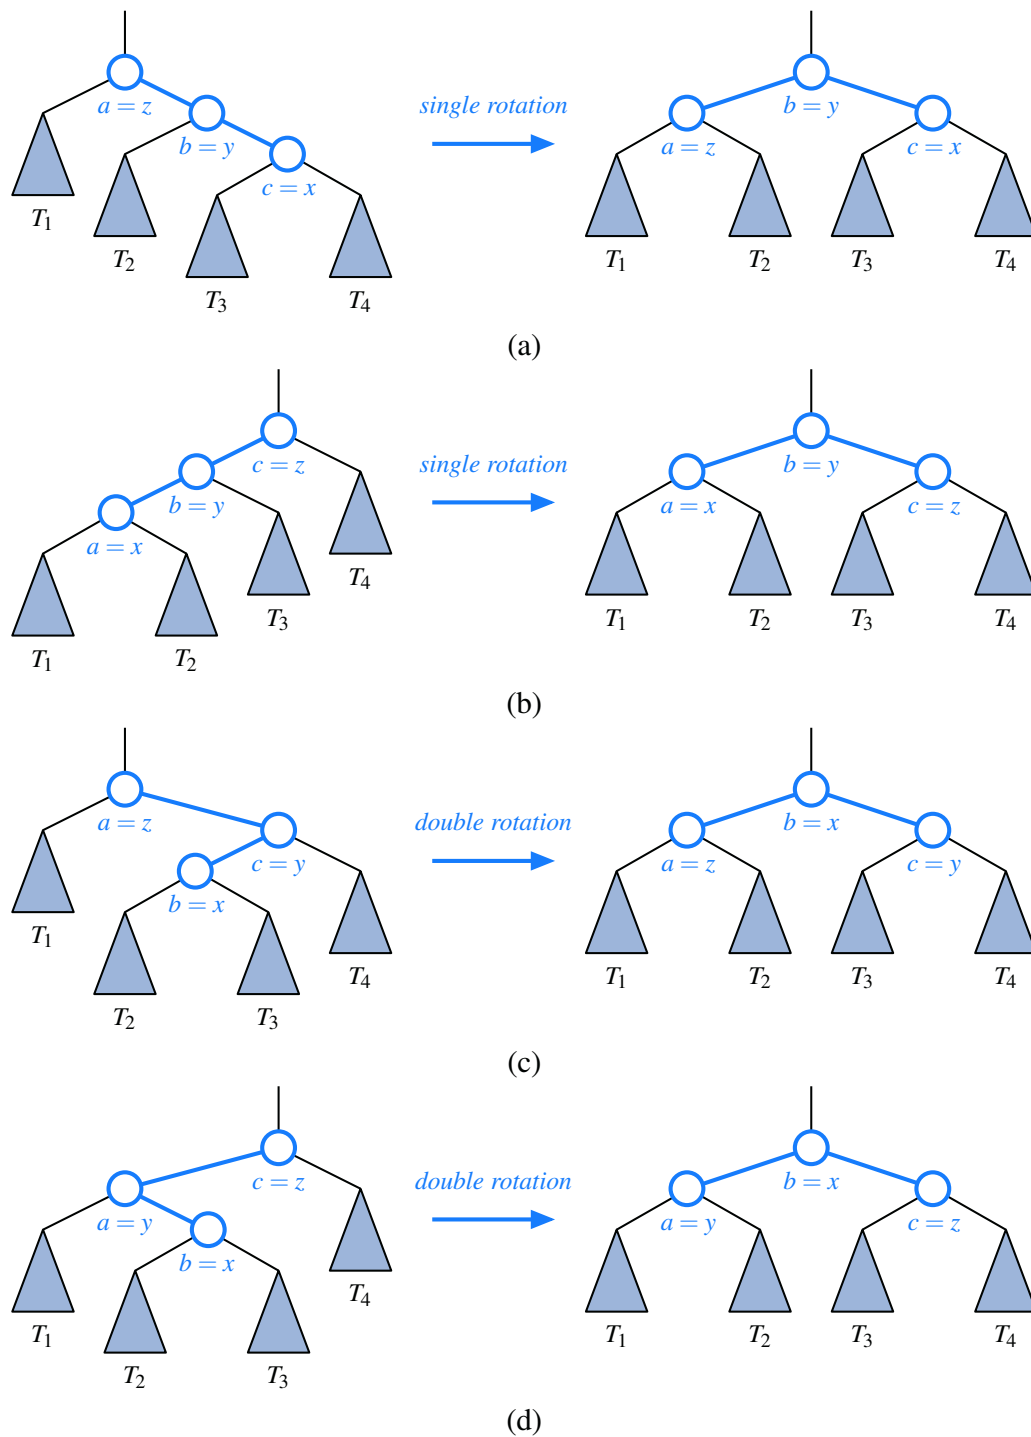 a = z
b = y
c = x
T1
T2
T3
T4
single rotation
b = y
a = z
c = x
T1
T2
T3
T4
(a)
c = z
b = y
a = x
T4
T3
T1
T2
single rotation
b = y
a = x
c = z
T1
T2
T3
T4
(b)
a = z
c = y
b = x
T1
T4
T2
T3
double rotation
b = x
a = z
c = y
T1
T2
T3
T4
(c)
c = z
a = y
b = x
T4
T1
T2
T3
double rotation
b = x
a = y
c = z
T1
T2
T3
T4
(d)